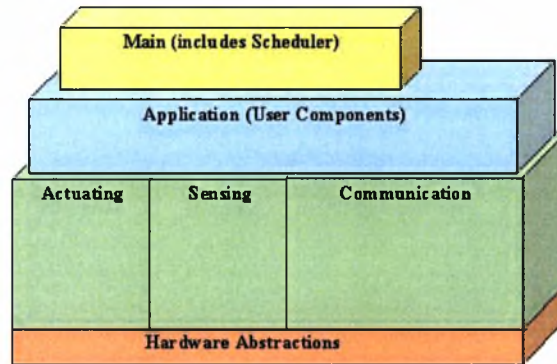 Main (includes Scheduler)
Application (User Components)
Actuating Sensing Communication
Hardware Abstractions